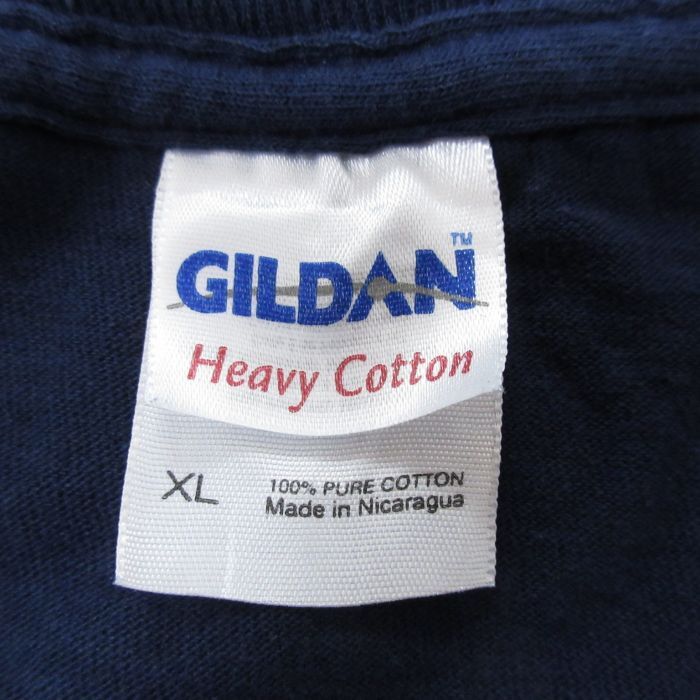 GILDAN™
Heavy Cotton
XL
100% PURE COTTON
Made in Nicaragua